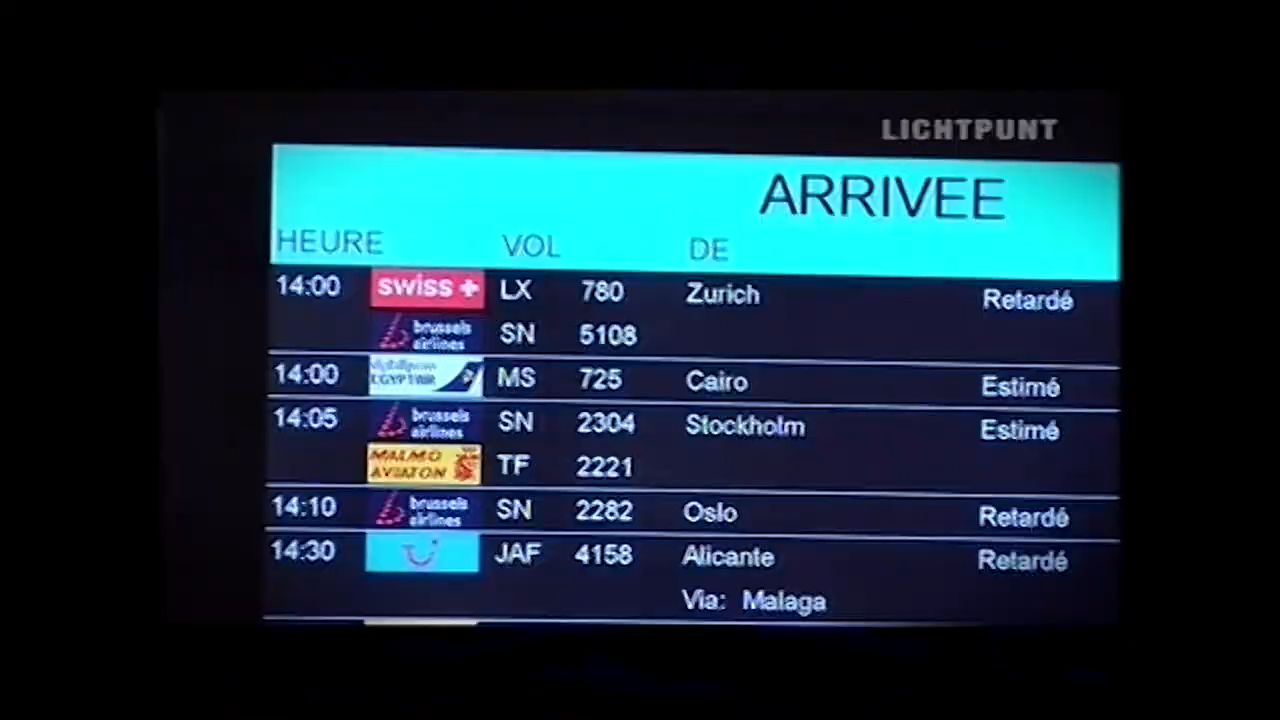 LICHTPUNT
ARRIVEE
HEURE VOL DE
14:00 swiss LX 780 Zurich Retardé
brussels airlines SN 5108
14:00 EGYPTAIR MS 725 Cairo Estimé
14:05 brussels airlines SN 2304 Stockholm Estimé
MALMO AVIATON TF 2221
14:10 brussels airlines SN 2282 Oslo Retardé
14:30 JAF 4158 Alicante Retardé
Via: Malaga